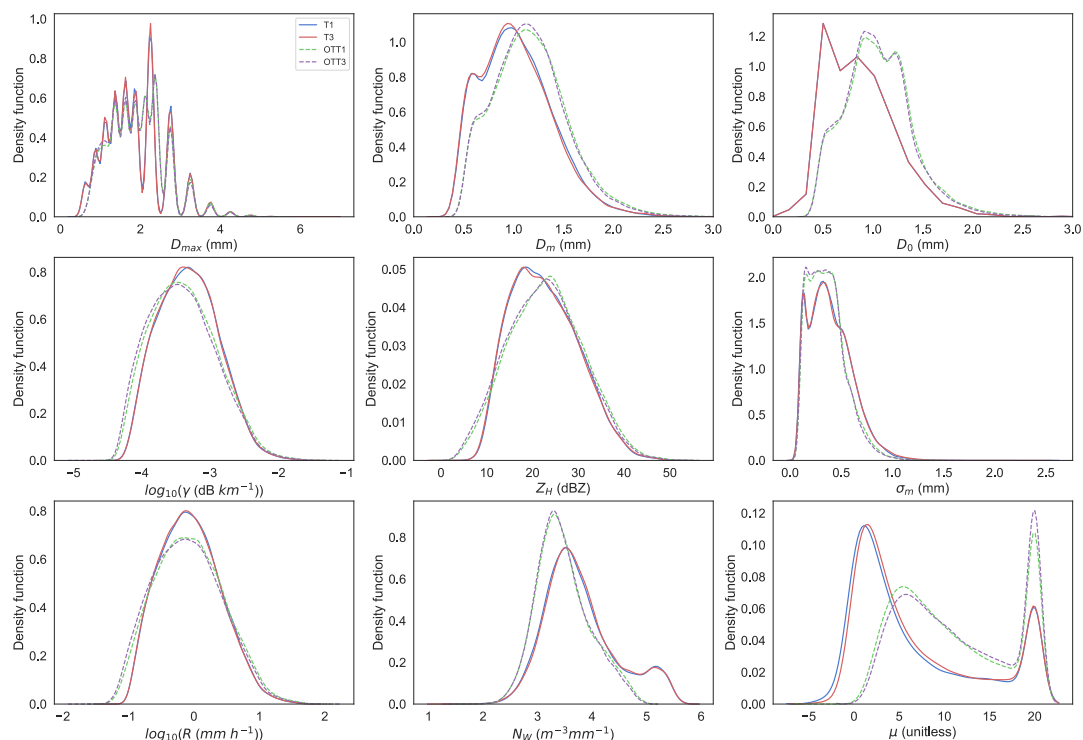 1.0
0.8
0.6
0.4
0.2
0.0
Density function
0 2 4 6
D_{max} (mm)
T1
T3
OTT1
OTT3
1.0
0.8
0.6
0.4
0.2
0.0
Density function
0.0 0.5 1.0 1.5 2.0 2.5 3.0
D_m (mm)
1.2
1.0
0.8
0.6
0.4
0.2
0.0
Density function
0.0 0.5 1.0 1.5 2.0 2.5 3.0
D_0 (mm)
0.8
0.6
0.4
0.2
0.0
Density function
−5 −4 −3 −2 −1
log_{10}(γ (dB km^{−1}))
0.05
0.04
0.03
0.02
0.01
0.00
Density function
0 10 20 30 40 50
Z_H (dBZ)
2.0
1.5
1.0
5.0
0.0
Density function
0.0 0.5 1.0 1.5 2.0 2.5
σ_m (mm)
0.8
0.6
0.4
0.2
0.0
Density function
−2 −1 0 1 2
log_{10}(R (mm h^{−1}))
0.8
0.6
0.4
0.2
0.0
Density function
1 2 3 4 5 6
N_W (m^{−3}mm^{−1})
0.12
0.10
0.08
0.06
0.04
0.02
0.00
Density function
−5 0 5 10 15 20
μ (unitless)